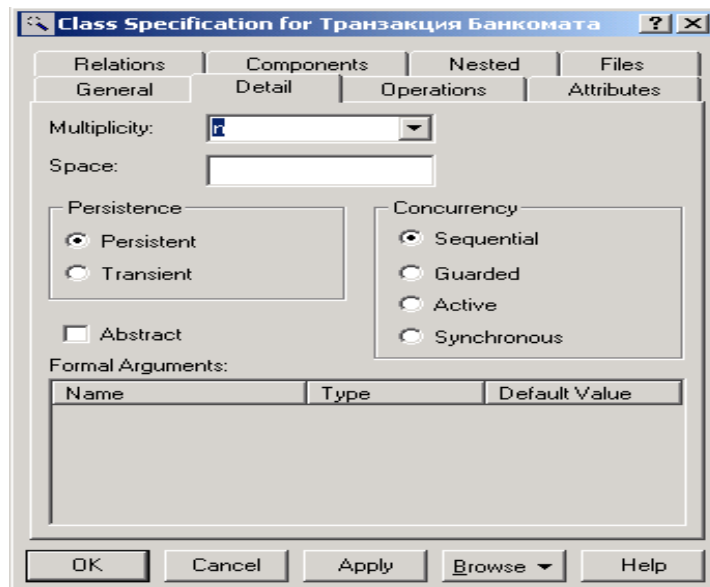 Class Specification for Транзакция Банкомата
Relations Components Nested Files
General Detail Operations Attributes
Multiplicity: n
Space:
Persistence
Persistent
Transient
Concurrency
Sequential
Guarded
Active
Synchronous
Abstract
Formal Arguments:
Name Type Default Value
OK Cancel Apply Browse Help